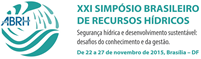 ABRH
XXI SIMPÓSIO BRASILEIRO
DE RECURSOS HÍDRICOS
Segurança hídrica e desenvolvimento sustentável:
desafios do conhecimento e da gestão.
De 22 a 27 de novembro de 2015, Brasília – DF